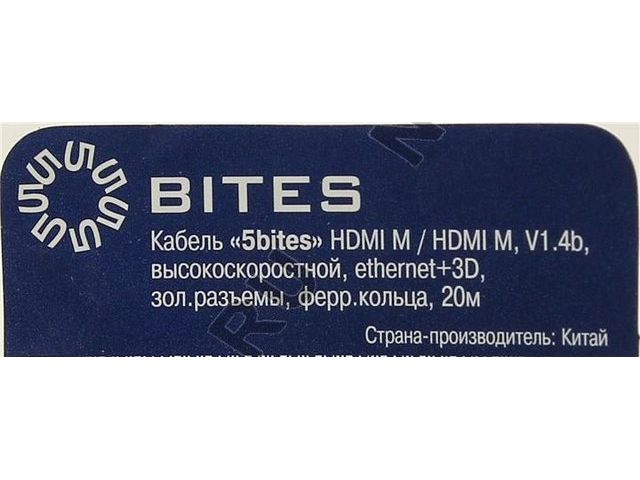 BITES
Кабель «5bites» HDMI M / HDMI M, V1.4b,
высокоскоростной, ethernet+3D,
зол.разъемы, ферр.кольца, 20м
Страна-производитель: Китай